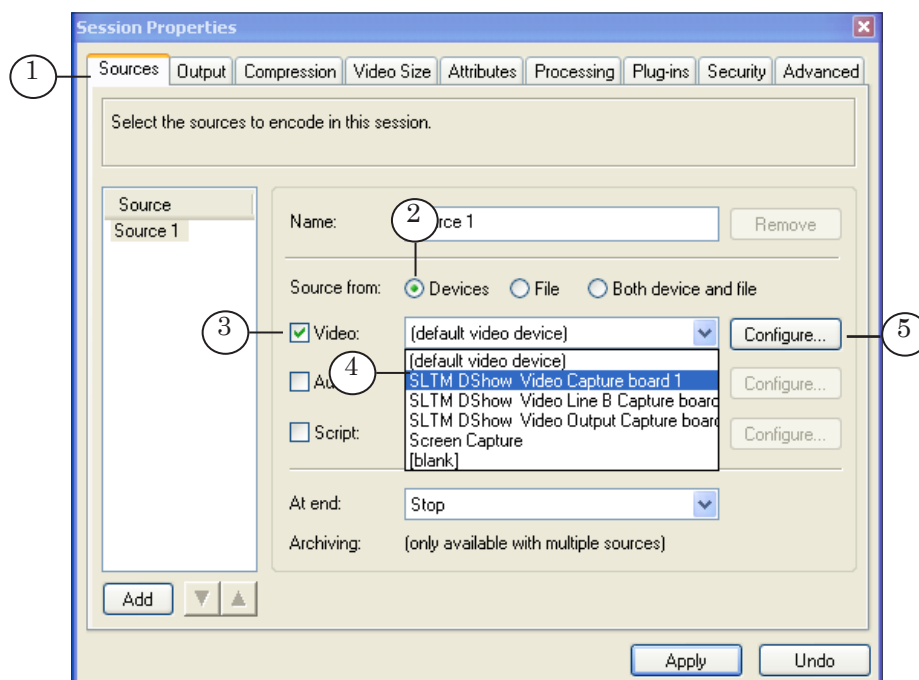 Session Properties
1
Sources Output Compression Video Size Attributes Processing Plug-ins Security Advanced
Select the sources to encode in this session.
Source
Source 1
Name:
2
rce 1
Remove
Source from: Devices File Both device and file
3
Video:
(default video device)
Configure...
5
(default video device)
4
SLTM DShow Video Capture board 1
SLTM DShow Video Line B Capture board
SLTM DShow Video Output Capture board
Screen Capture
[blank]
Au
Configure...
Script:
Configure...
At end:
Stop
Archiving: (only available with multiple sources)
Add
Apply
Undo